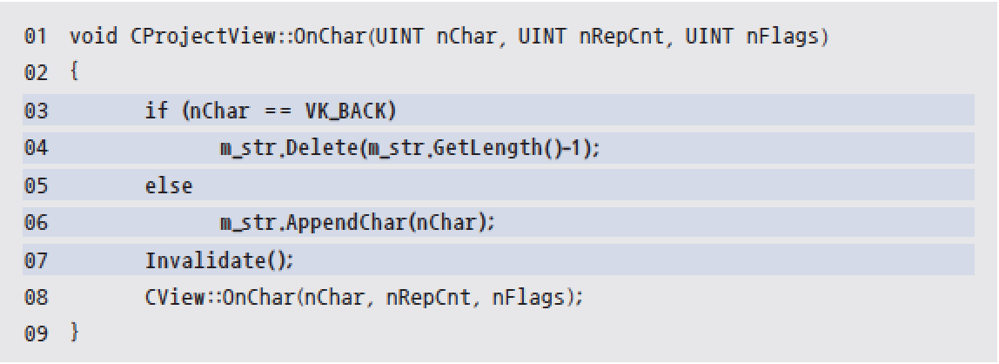 01 void CProjectView::OnChar(UINT nChar, UINT nRepCnt, UINT nFlags)
02 {
03 if (nChar == VK_BACK)
04 m_str.Delete(m_str.GetLength()-1);
05 else
06 m_str.AppendChar(nChar);
07 Invalidate();
08 CView::OnChar(nChar, nRepCnt, nFlags);
09 }